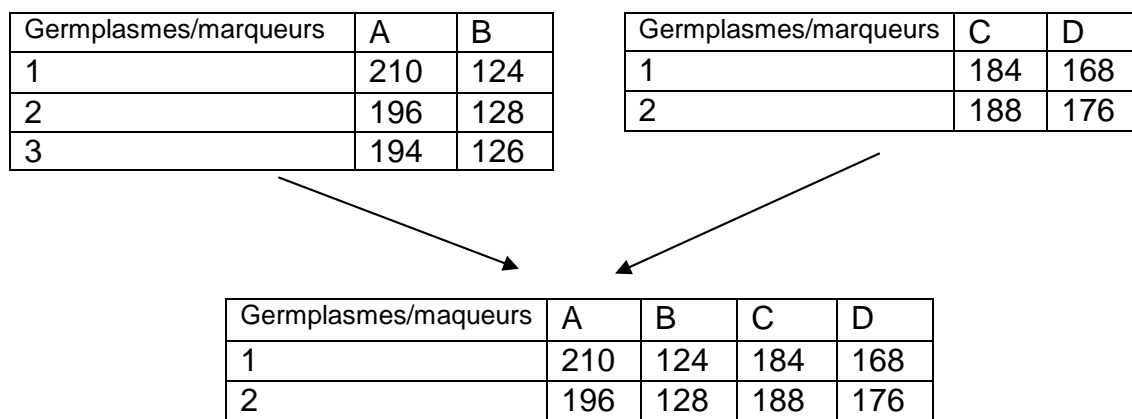 Germplasmes/marqueurs A B
1 210 124
2 196 128
3 194 126
Germplasmes/marqueurs C D
1 184 168
2 188 176
Germplasmes/maqueurs A B C D
1 210 124 184 168
2 196 128 188 176